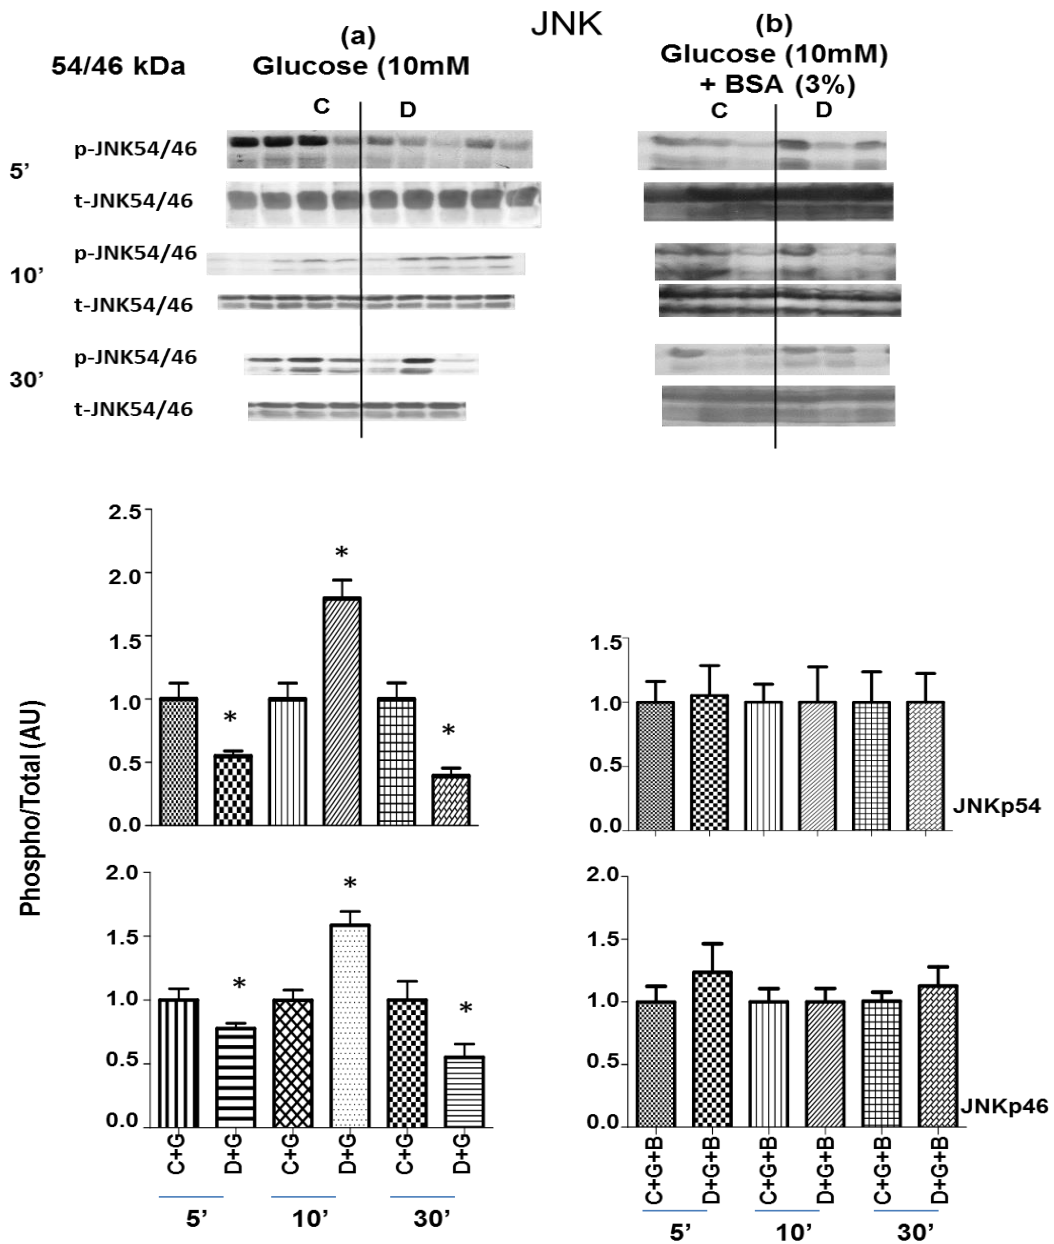 JNK
(a)
Glucose (10mM
(b)
Glucose (10mM)
+ BSA (3%)
54/46 kDa
C
D
C
D
5’
p-JNK54/46
t-JNK54/46
10’
p-JNK54/46
t-JNK54/46
30’
p-JNK54/46
t-JNK54/46
Phospho/Total (AU)
2.5
2.0
1.5
1.0
0.5
0.0
*
*
*
1.5
1.0
0.5
0.0
JNKp54
2.0
1.5
1.0
0.5
0.0
*
*
*
C+G
D+G
C+G
D+G
C+G
D+G
5’
10’
30’
2.0
1.5
1.0
0.5
0.0
JNKp46
C+G+B
D+G+B
C+G+B
D+G+B
C+G+B
D+G+B
5’
10’
30’